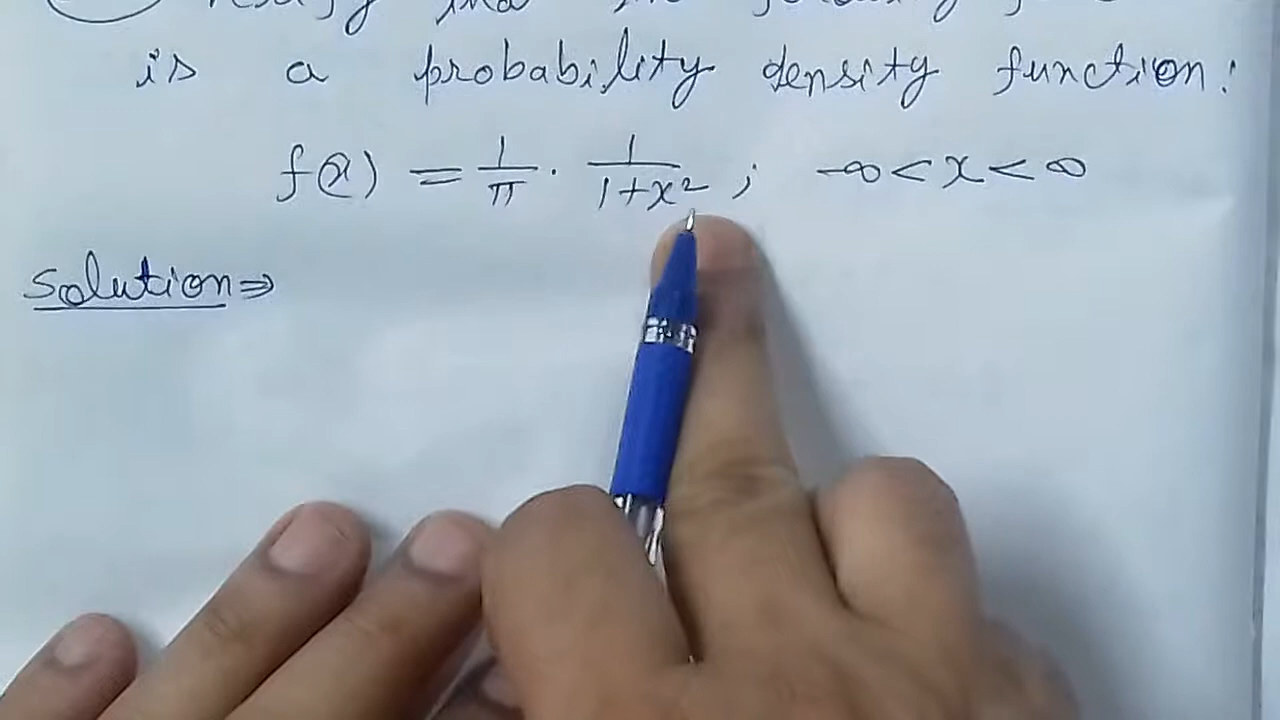 is a probability density function:
f(x) = 1/π · 1/1+x² ; -∞ < x < ∞
Solution ⇒